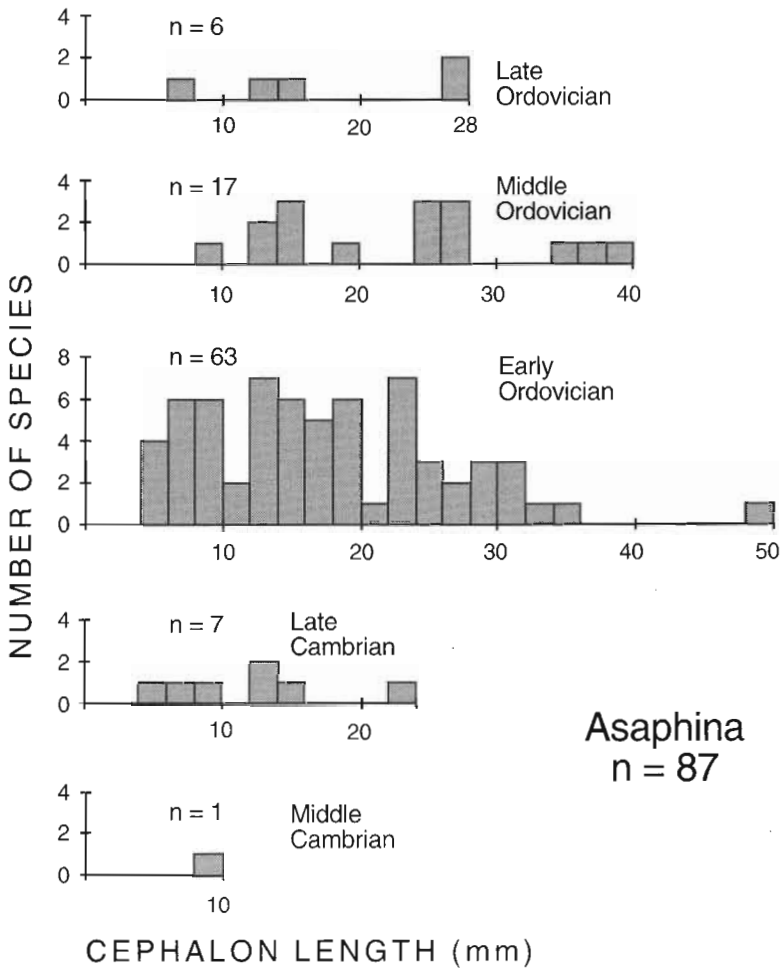 4
n = 6
2
Late
Ordovician
0
10
20
28
4
n = 17
Middle
Ordovician
2
0
10
20
30
40
NUMBER OF SPECIES
8
n = 63
Early
Ordovician
6
4
2
0
10
20
30
40
50
4
n = 7
Late
Cambrian
2
0
10
20
Asaphina
n = 87
4
n = 1
Middle
Cambrian
2
0
10
CEPHALON LENGTH (mm)